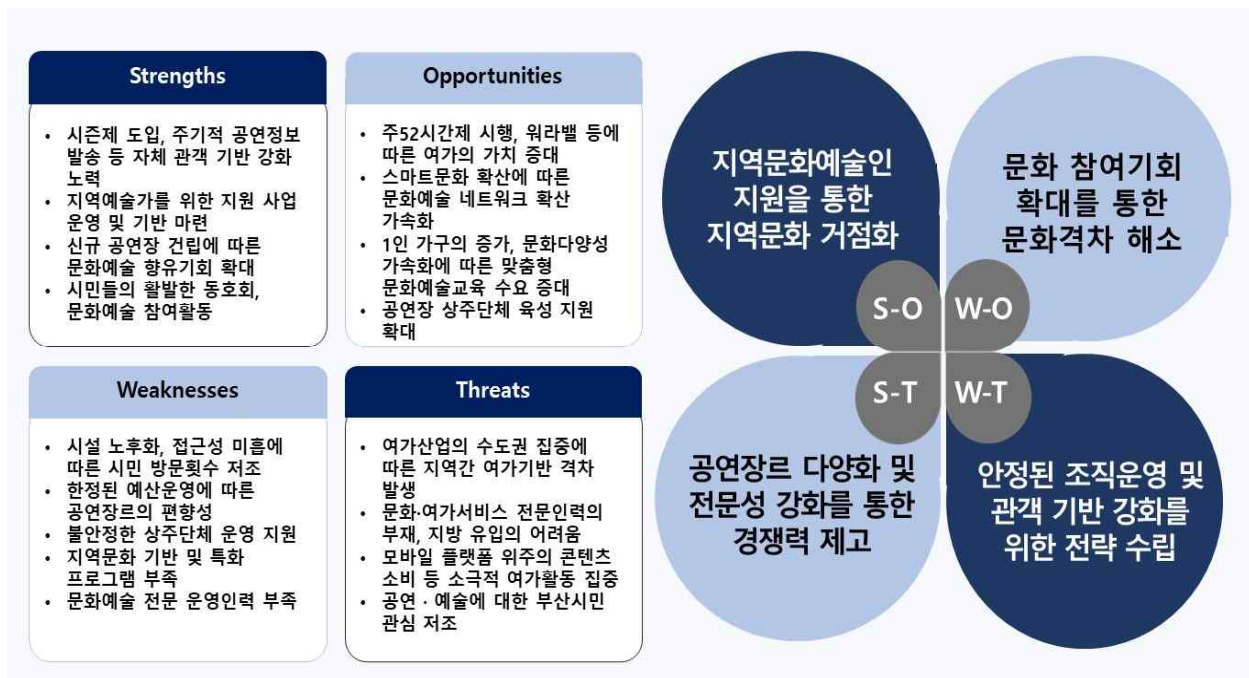 Strengths
• 시즌제 도입, 주기적 공연정보
발송 등 자체 관객 기반 강화
노력
• 지역예술가를 위한 지원 사업
운영 및 기반 마련
• 신규 공연장 건립에 따른
문화예술 향유기회 확대
• 시민들의 활발한 동호회,
문화예술 참여활동
Opportunities
• 주52시간제 시행, 워라밸 등에
따른 여가의 가치 증대
• 스마트문화 확산에 따른
문화예술 네트워크 확산
가속화
• 1인 가구의 증가, 문화다양성
가속화에 따른 맞춤형
문화예술교육 수요 증대
• 공연장 상주단체 육성 지원
확대
Weaknesses
• 시설 노후화, 접근성 미흡에
따른 시민 방문횟수 저조
• 한정된 예산운영에 따른
공연장르의 편향성
• 불안정한 상주단체 운영 지원
• 지역문화 기반 및 특화
프로그램 부족
• 문화예술 전문 운영인력 부족
Threats
• 여가산업의 수도권 집중에
따른 지역간 여가기반 격차
발생
• 문화·여가서비스 전문인력의
부재, 지방 유입의 어려움
• 모바일 플랫폼 위주의 콘텐츠
소비 등 소극적 여가활동 집중
• 공연 · 예술에 대한 부산시민
관심 저조
지역문화예술인
지원을 통한
지역문화 거점화
S-O
문화 참여기회
확대를 통한
문화격차 해소
W-O
S-T
공연장르 다양화 및
전문성 강화를 통한
경쟁력 제고
W-T
안정된 조직운영 및
관객 기반 강화를
위한 전략 수립